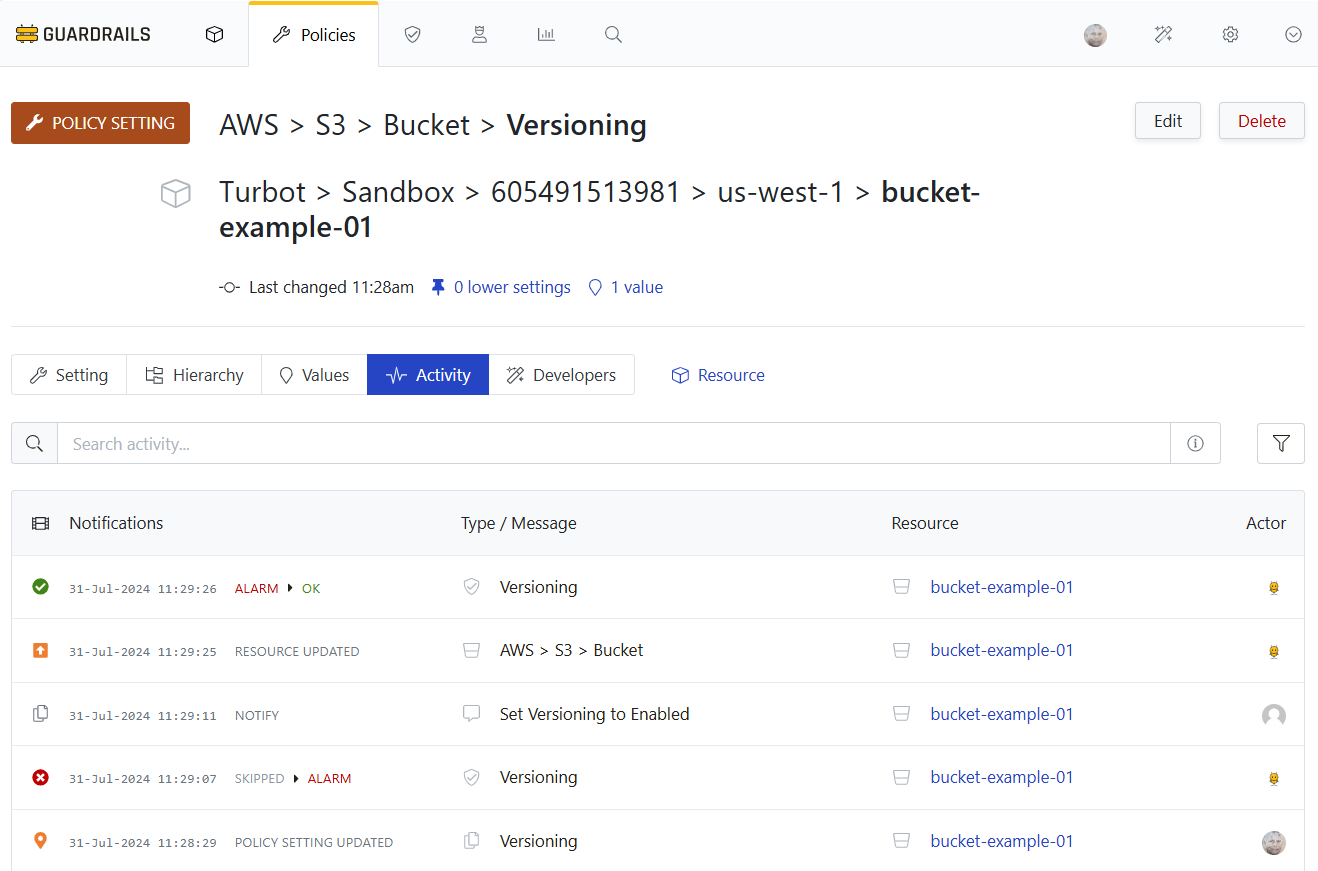 GUARDRAILS
Policies
POLICY SETTING
AWS > S3 > Bucket > Versioning
Edit
Delete
Turbot > Sandbox > 605491513981 > us-west-1 > bucket-
example-01
Last changed 11:28am 0 lower settings 1 value
Setting Hierarchy Values Activity Developers Resource
Search activity...
Notifications Type / Message Resource Actor
31-Jul-2024 11:29:26 ALARM OK Versioning bucket-example-01
31-Jul-2024 11:29:25 RESOURCE UPDATED AWS > S3 > Bucket bucket-example-01
31-Jul-2024 11:29:11 NOTIFY Set Versioning to Enabled bucket-example-01
31-Jul-2024 11:29:07 SKIPPED ALARM Versioning bucket-example-01
31-Jul-2024 11:28:29 POLICY SETTING UPDATED Versioning bucket-example-01